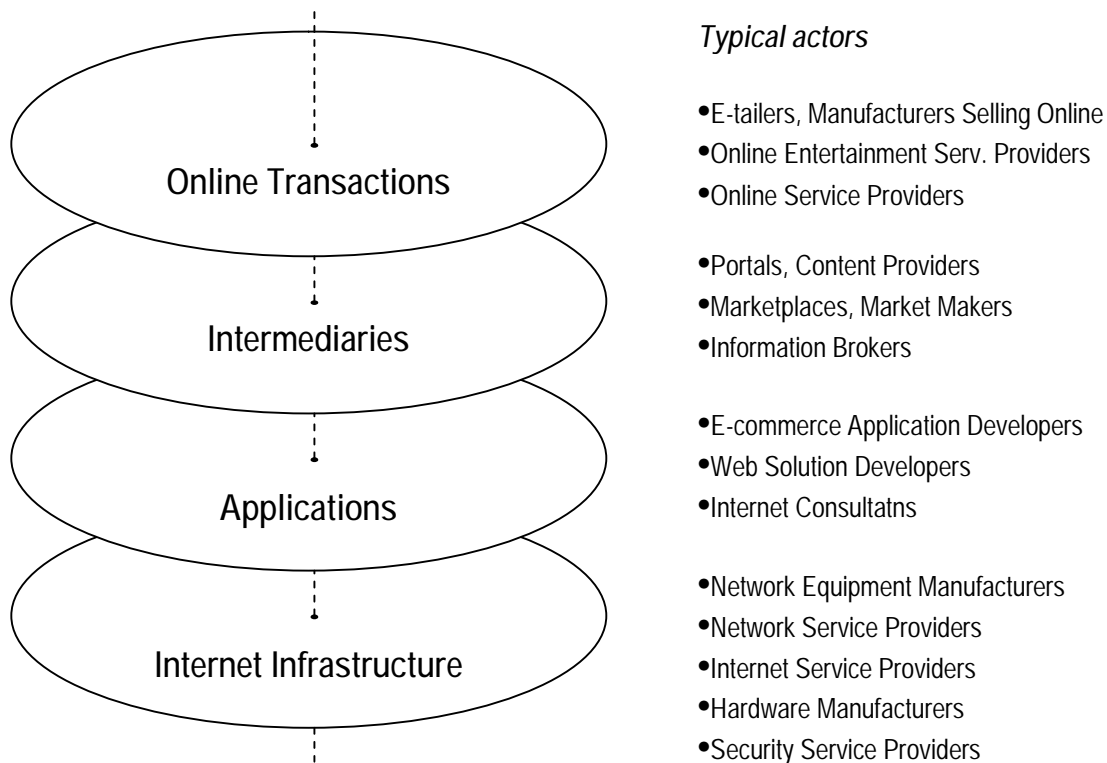 Typical actors
•E-tailers, Manufacturers Selling Online
•Online Entertainment Serv. Providers
•Online Service Providers
Online Transactions
•Portals, Content Providers
•Marketplaces, Market Makers
•Information Brokers
Intermediaries
•E-commerce Application Developers
•Web Solution Developers
•Internet Consultatns
Applications
•Network Equipment Manufacturers
•Network Service Providers
•Internet Service Providers
•Hardware Manufacturers
•Security Service Providers
Internet Infrastructure